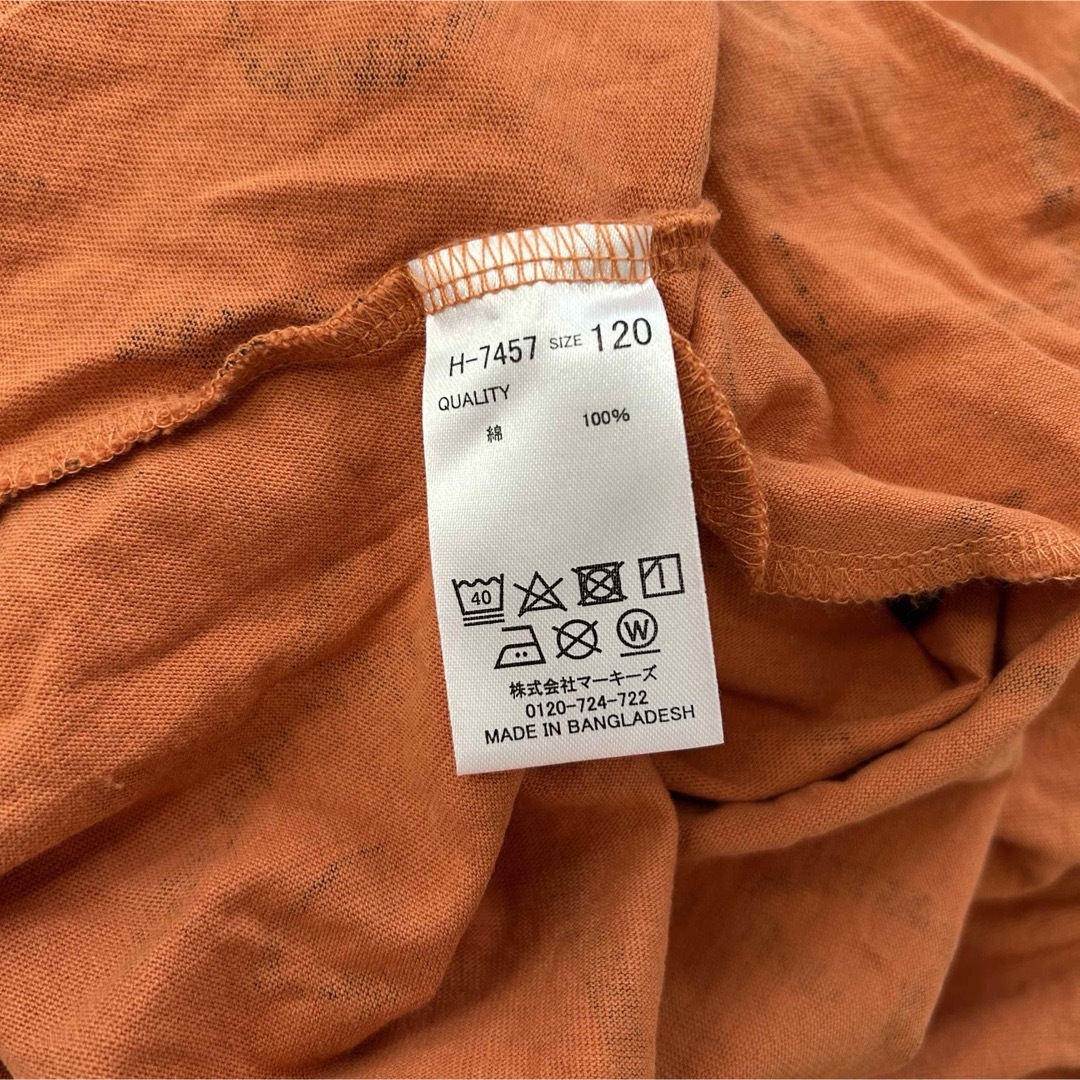 H-7457 SIZE 120
QUALITY
綿 100%
40
W
株式会社マーキーズ
0120-724-722
MADE IN BANGLADESH